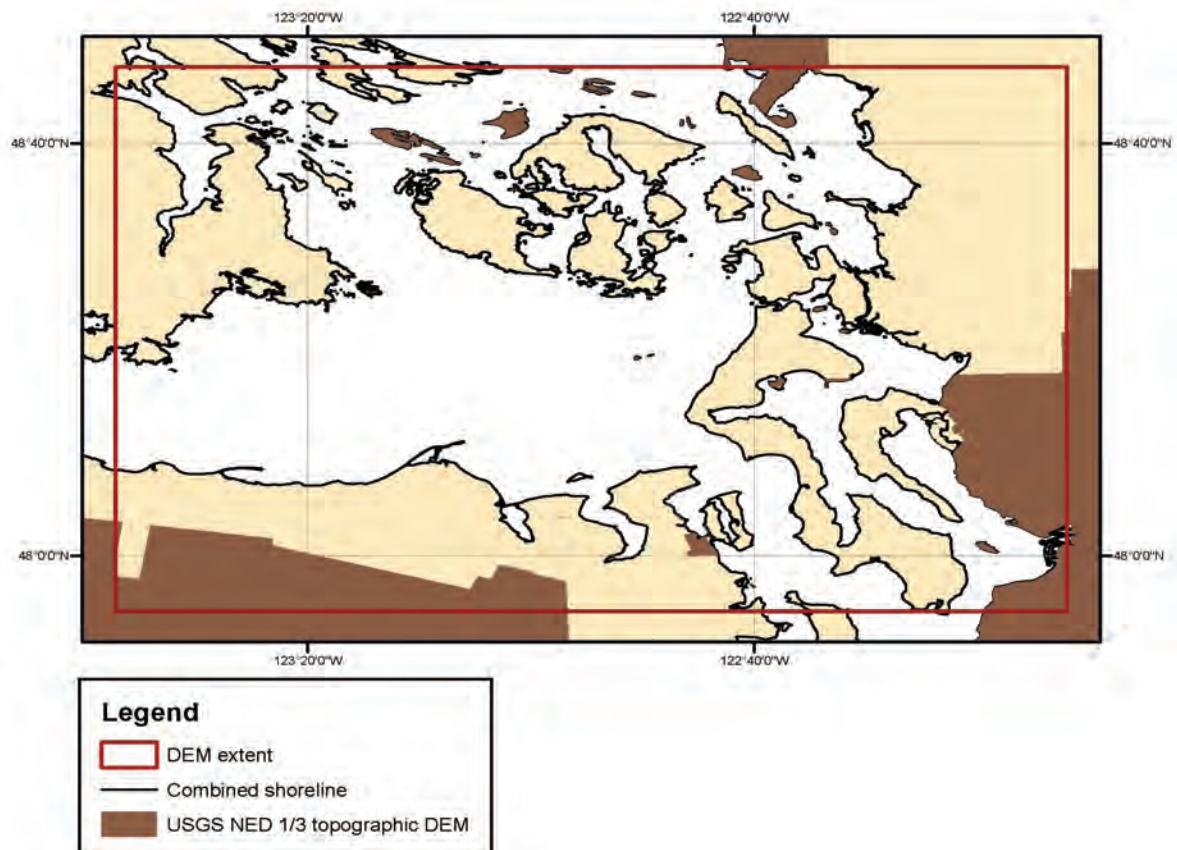 123°20'0"W
122°40'0"W
48°40'0"N
48°40'0"N
48°0'0"N
48°0'0"N
123°20'0"W
122°40'0"W
Legend
DEM extent
Combined shoreline
USGS NED 1/3 topographic DEM